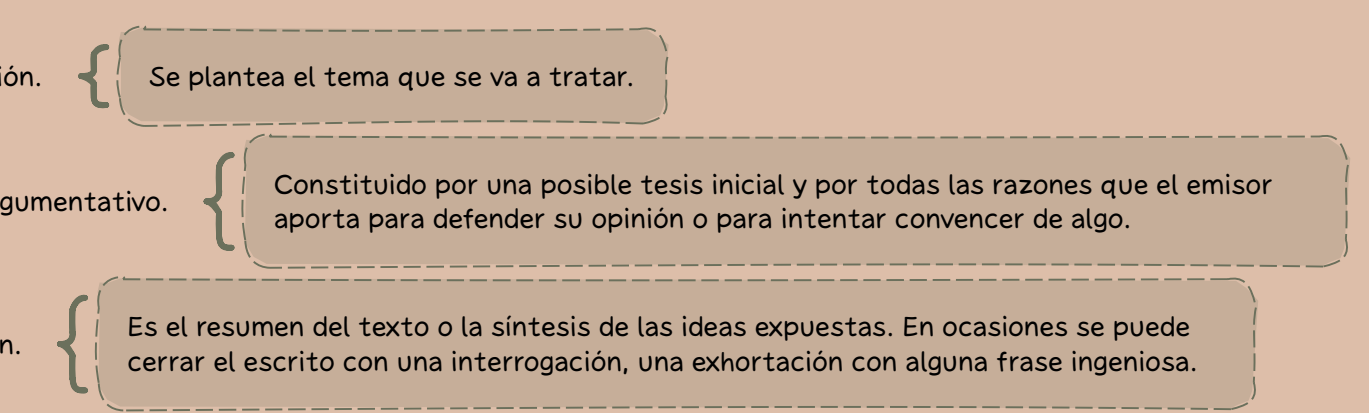 ión.
Se plantea el tema que se va a tratar.
gumentativo.
Constituido por una posible tesis inicial y por todas las razones que el emisor
aporta para defender su opinión o para intentar convencer de algo.
n.
Es el resumen del texto o la síntesis de las ideas expuestas. En ocasiones se puede
cerrar el escrito con una interrogación, una exhortación con alguna frase ingeniosa.